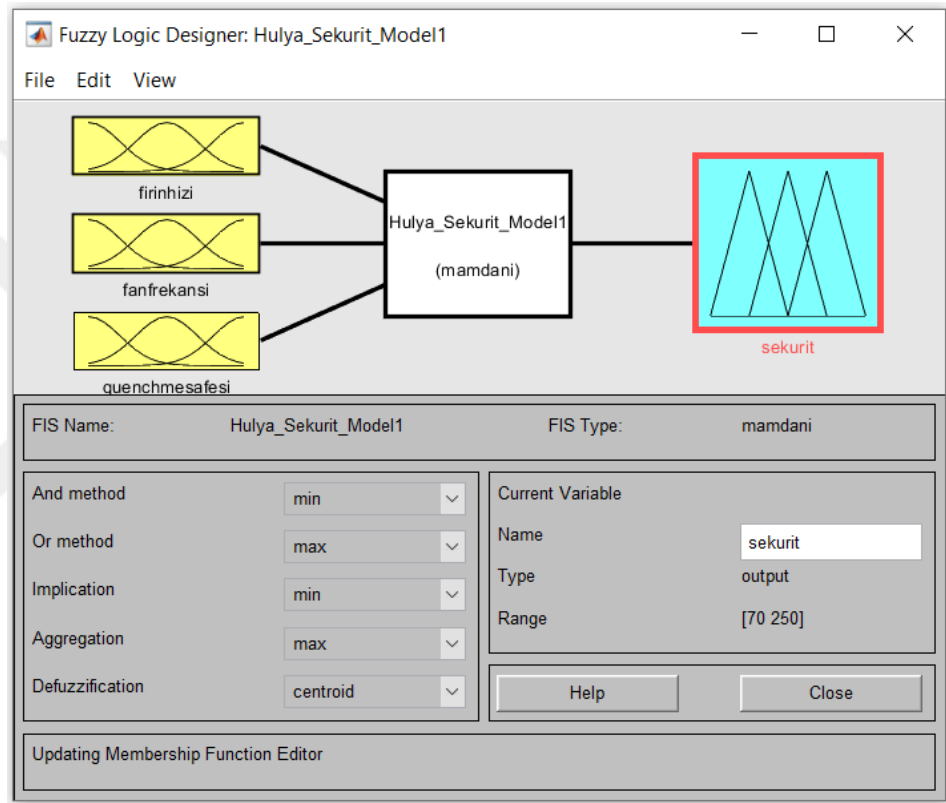 Fuzzy Logic Designer: Hulya_Sekurit_Model1
File Edit View
firinhizi
fanfrekansi
quenchmesafesi
Hulya_Sekurit_Model1
(mamdani)
sekurit
FIS Name: Hulya_Sekurit_Model1 FIS Type: mamdani
And method min
Or method max
Implication min
Aggregation max
Defuzzification centroid
Current Variable
Name sekurit
Type output
Range [70 250]
Help Close
Updating Membership Function Editor